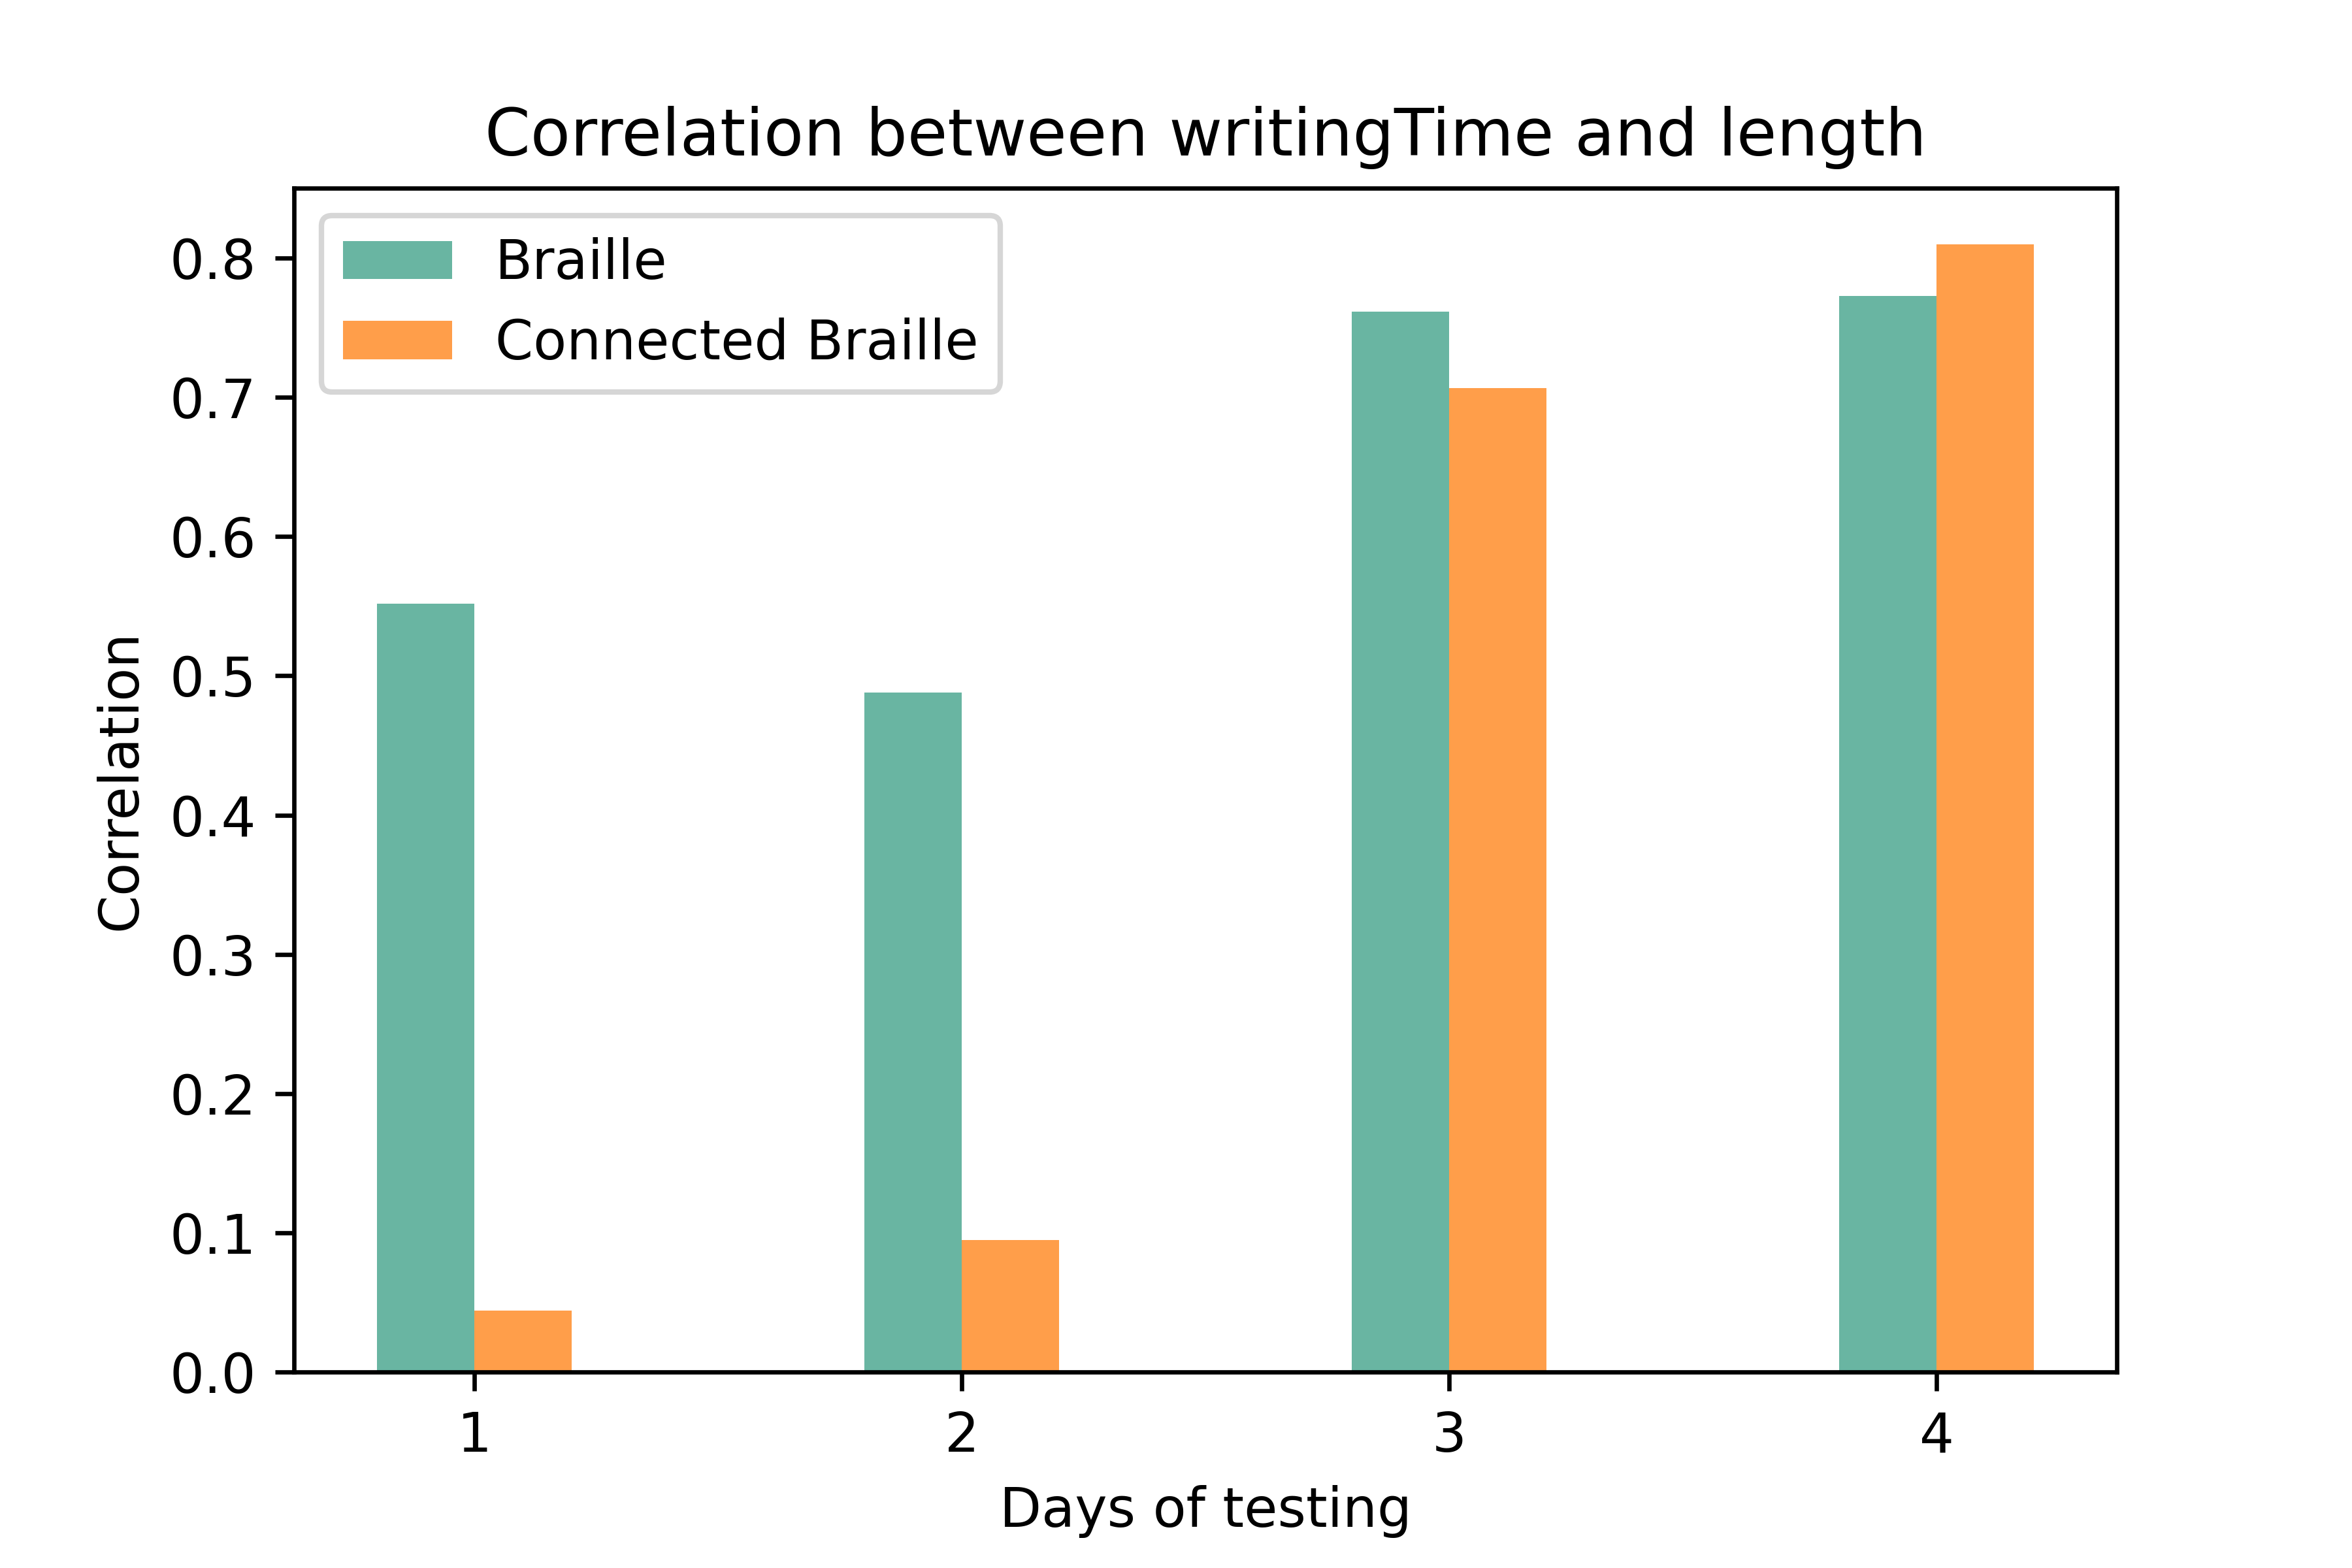 Correlation between writingTime and length
Braille
Connected Braille
0.8
0.7
0.6
0.5
0.4
0.3
0.2
0.1
0.0
Correlation
1 2 3 4
Days of testing